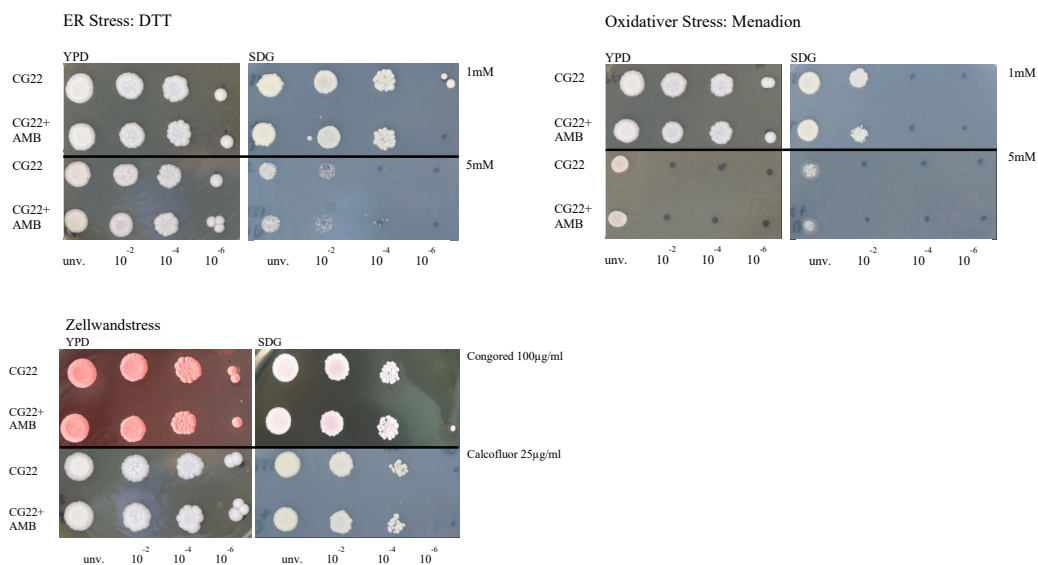 ER Stress: DTT
YPD
SDG
CG22
1mM
CG22+
AMB
CG22
5mM
CG22+
AMB
unv. 10-2 10-4 10-6
unv. 10-2 10-4 10-6
Oxidativer Stress: Menadion
YPD
SDG
CG22
1mM
CG22+
AMB
CG22
5mM
CG22+
AMB
unv. 10-2 10-4 10-6
unv. 10-2 10-4 10-6
Zellwandstress
YPD
SDG
Congored 100µg/ml
CG22
CG22+
AMB
Calcofluor 25µg/ml
CG22
CG22+
AMB
unv. 10-2 10-4 10-6
unv. 10-2 10-4 10-6